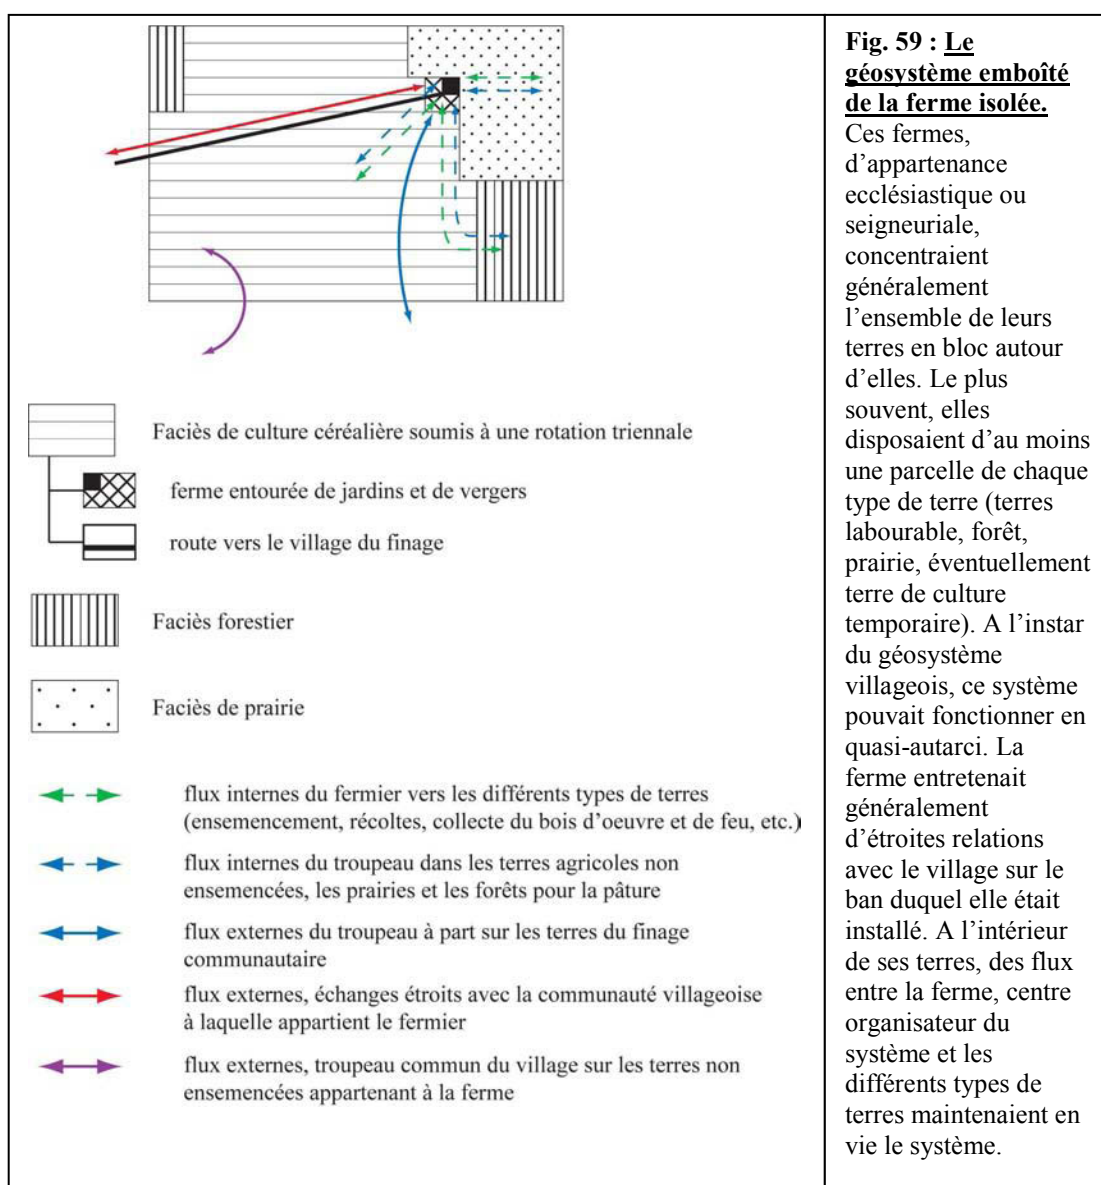 Fig. 59 : Le
géosystème emboîté
de la ferme isolée.
Ces fermes,
d’appartenance
ecclésiastique ou
seigneuriale,
concentraient
généralement
l’ensemble de leurs
terres en bloc autour
d’elles. Le plus
souvent, elles
disposaient d’au moins
une parcelle de chaque
type de terre (terres
labourable, forêt,
prairie, éventuellement
terre de culture
temporaire). A l’instar
du géosystème
villageois, ce système
pouvait fonctionner en
quasi-autarci. La
ferme entretenait
généralement
d’étroites relations
avec le village sur le
ban duquel elle était
installé. A l’intérieur
de ses terres, des flux
entre la ferme, centre
organisateur du
système et les
différents types de
terres maintenaient en
vie le système.
Faciès de culture céréalière soumis à une rotation triennale
ferme entourée de jardins et de vergers
route vers le village du finage
Faciès forestier
Faciès de prairie
flux internes du fermier vers les différents types de terres
(ensemencement, récoltes, collecte du bois d'oeuvre et de feu, etc.)
flux internes du troupeau dans les terres agricoles non
ensemencées, les prairies et les forêts pour la pâture
flux externes du troupeau à part sur les terres du finage
communautaire
flux externes, échanges étroits avec la communauté villageoise
à laquelle appartient le fermier
flux externes, troupeau commun du village sur les terres non
ensemencées appartenant à la ferme